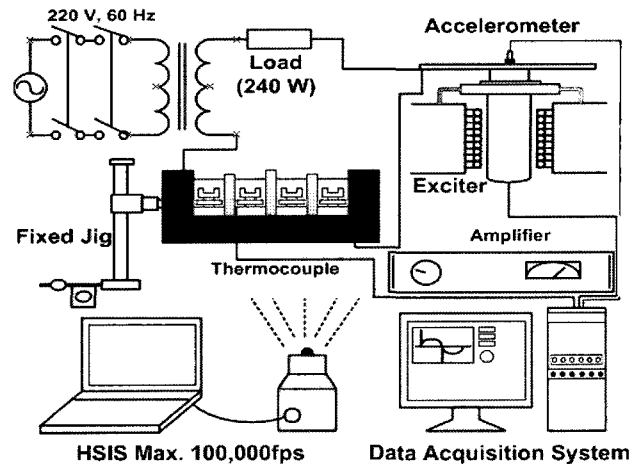 220 V, 60 Hz
Accelerometer
Load
(240 W)
Exciter
Fixed Jig
Amplifier
Thermocouple
HSIS Max. 100,000fps
Data Acquisition System